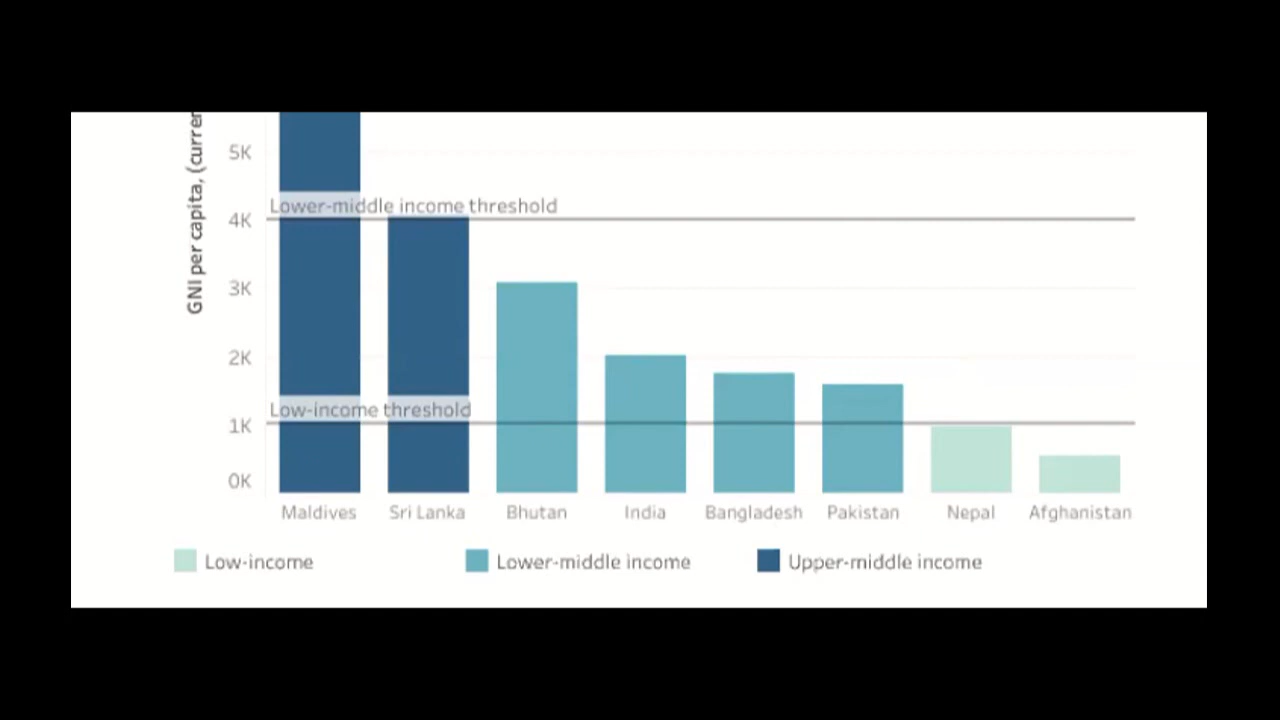 GNI per capita, (curren
5K
Lower-middle income threshold
4K
3K
2K
Low-income threshold
1K
0K
Maldives Sri Lanka Bhutan India Bangladesh Pakistan Nepal Afghanistan
Low-income Lower-middle income Upper-middle income